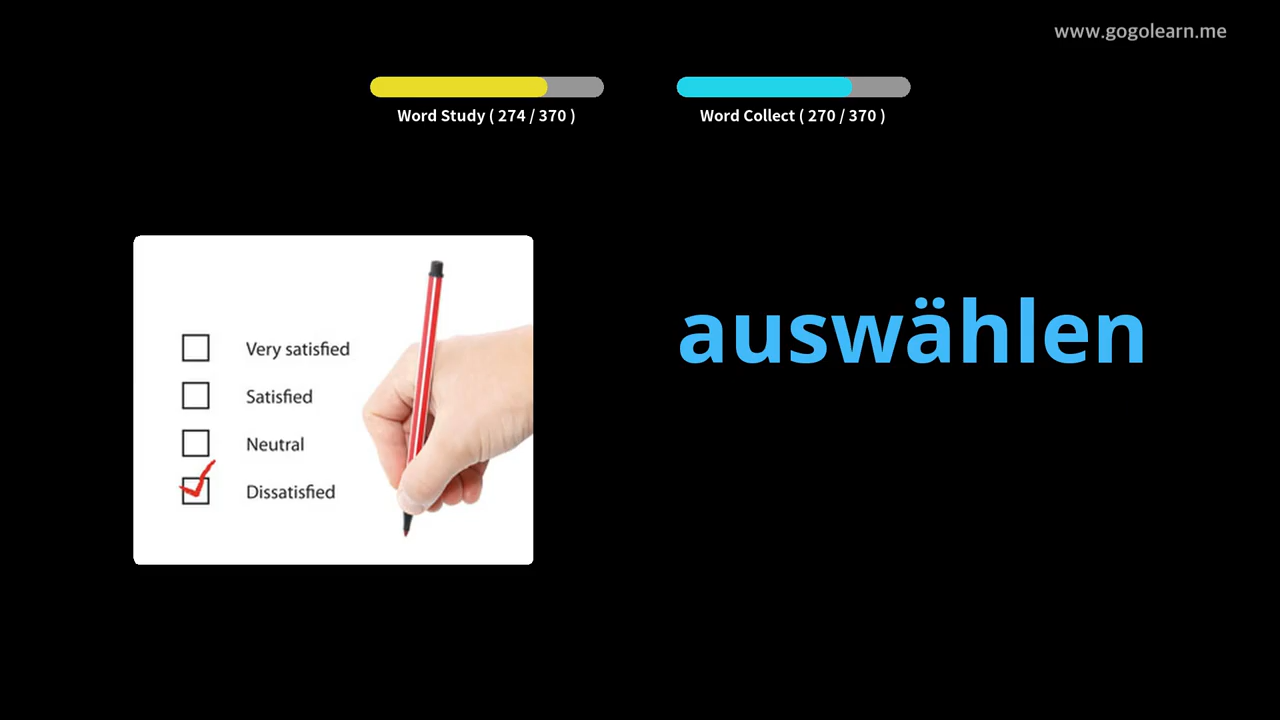 www.gogolearn.me
Word Study ( 274 / 370 )
Word Collect ( 270 / 370 )
Very satisfied
Satisfied
Neutral
Dissatisfied
auswählen